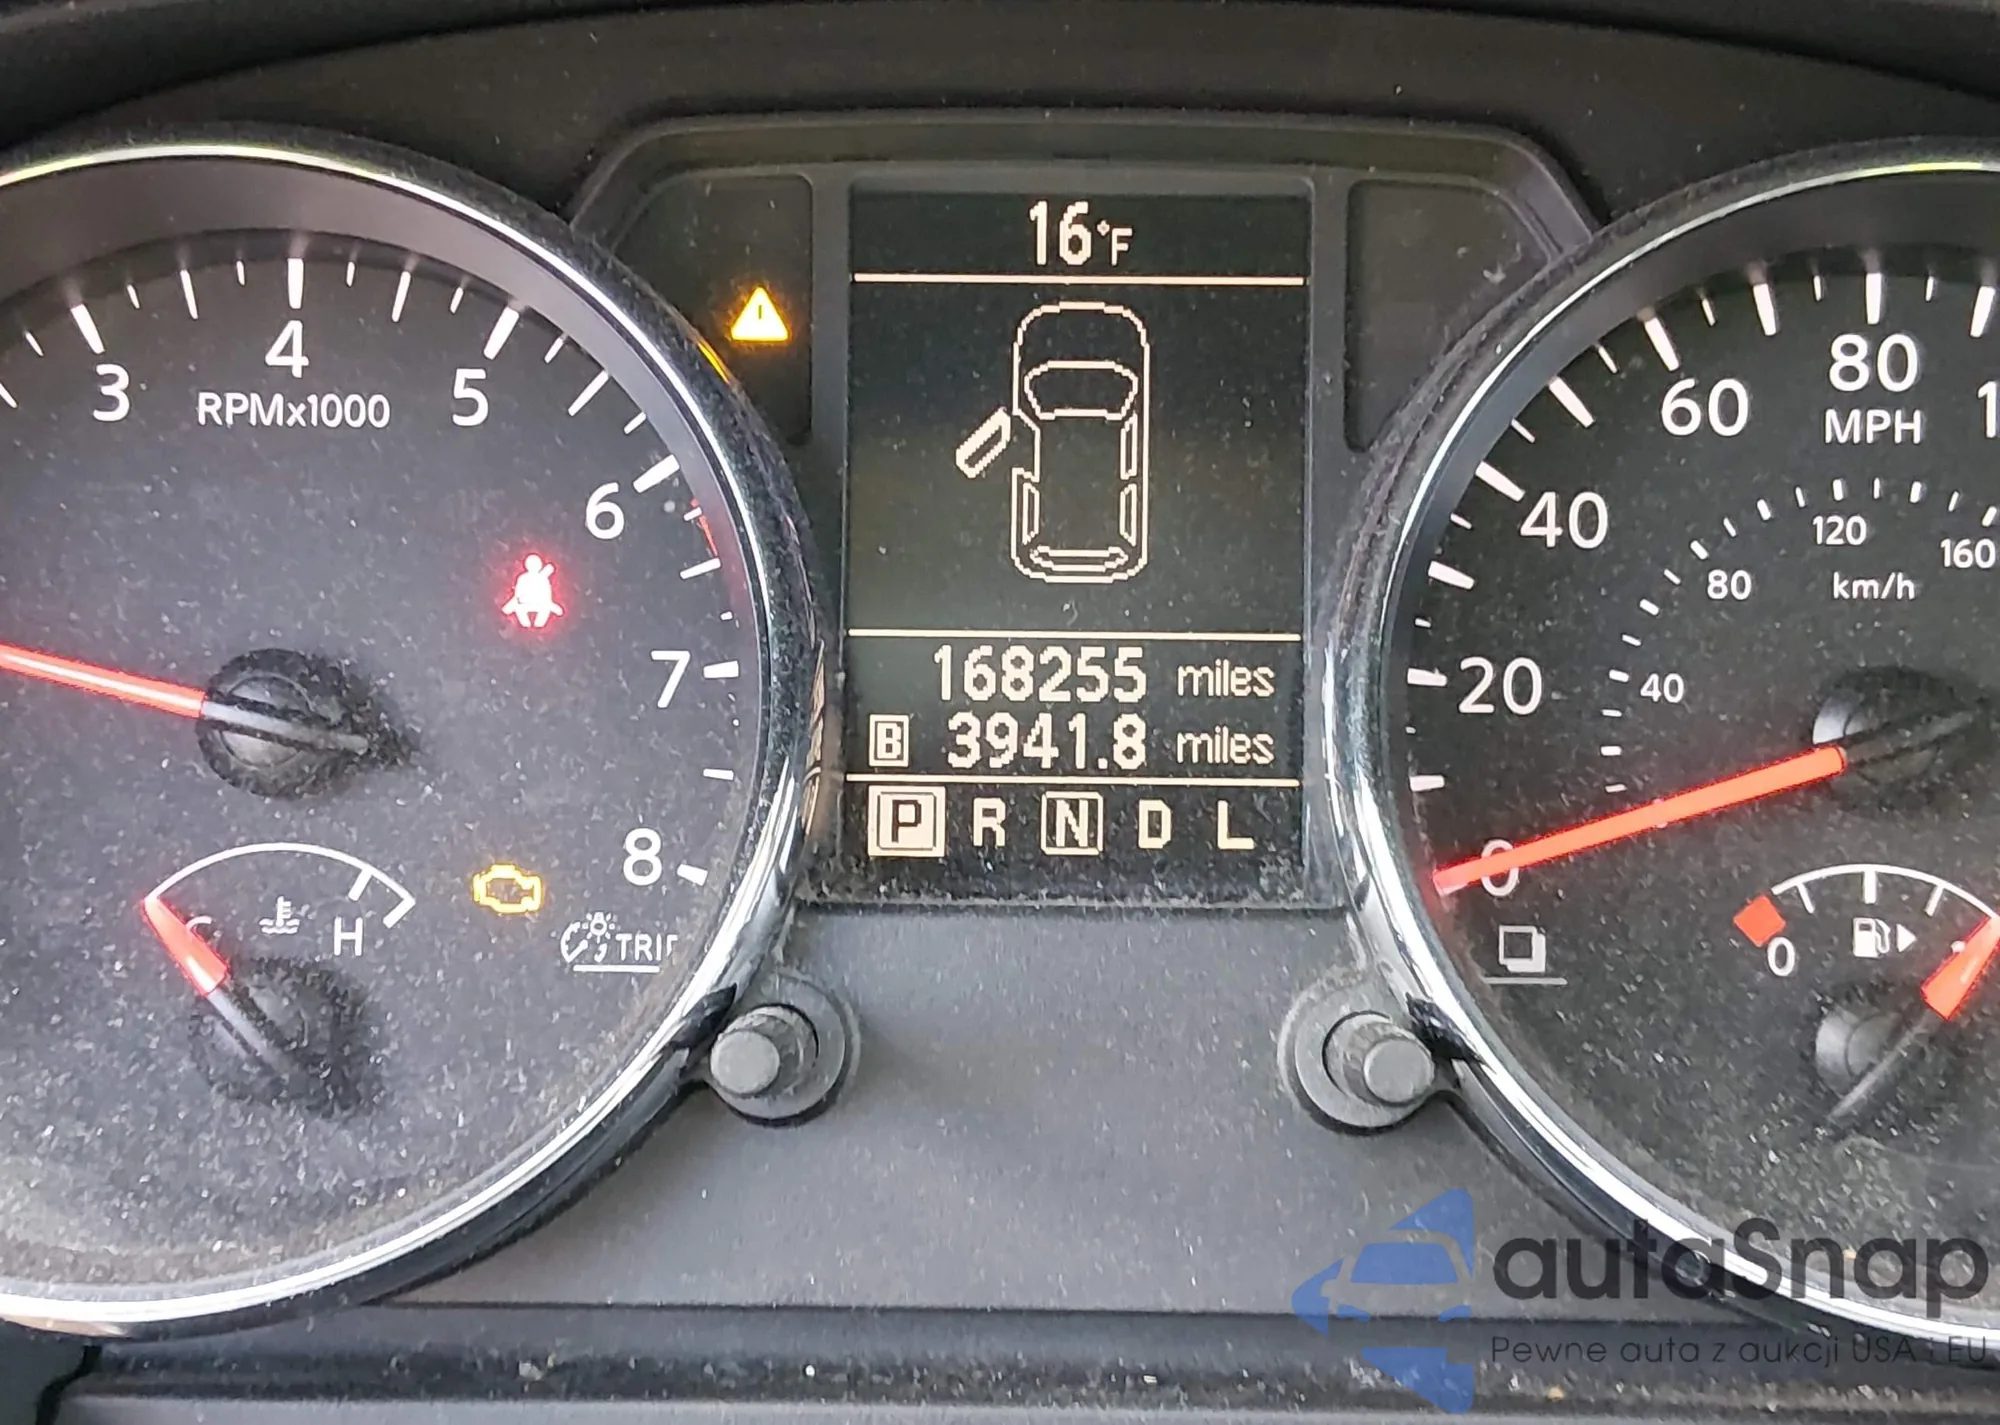 16°F
3
4
5
RPMx1000
6
7
8
C
H
TRIP
168255 miles
B 3941.8 miles
P R N D L
0
20
40
60
80
MPH
40
80
120
160
km/h
0
autaSnap
Pewne auta z aukcji USA i EU